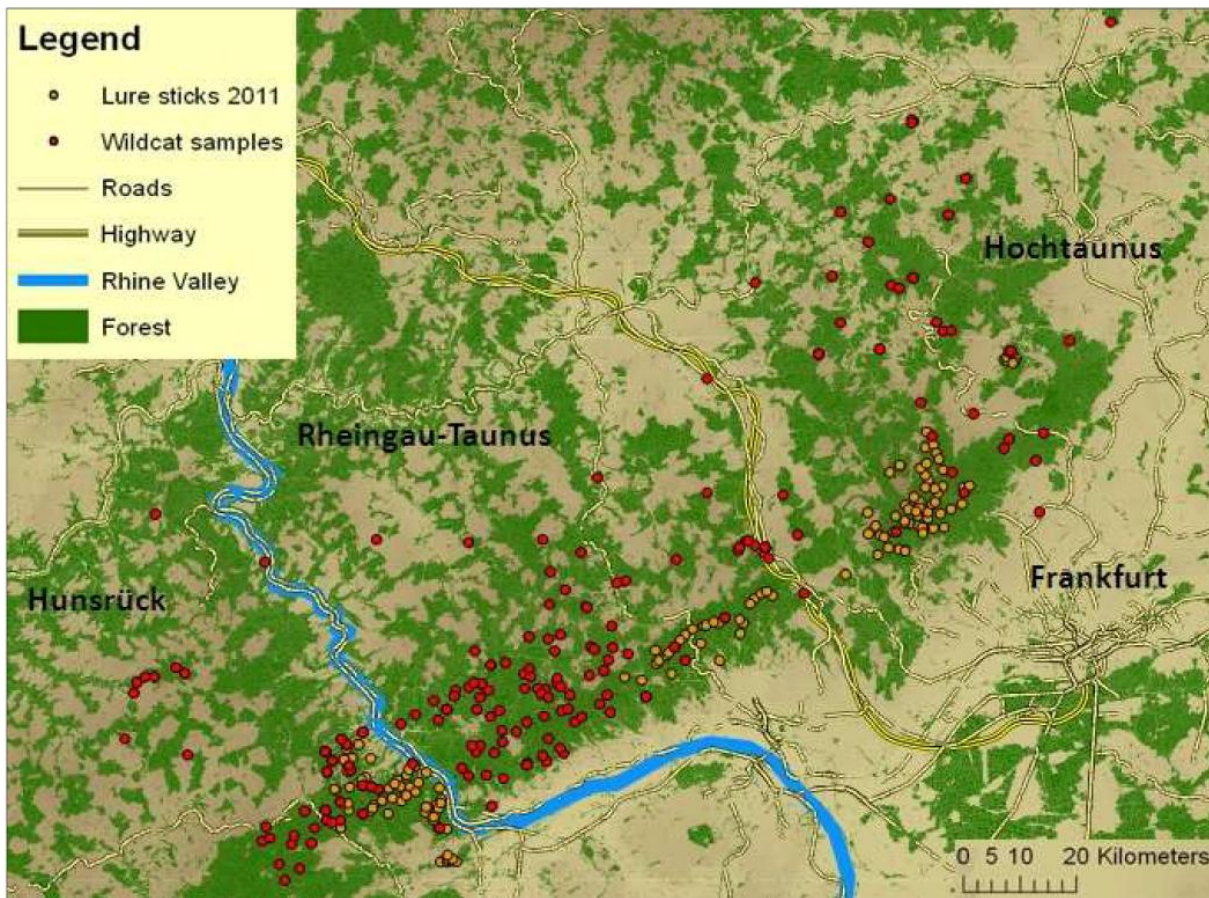 Legend
Lure sticks 2011
Wildcat samples
Roads
Highway
Rhine Valley
Forest
Hochtaunus
Rheingau-Taunus
Frankfurt
Hunsrück
0 5 10 20 Kilometers